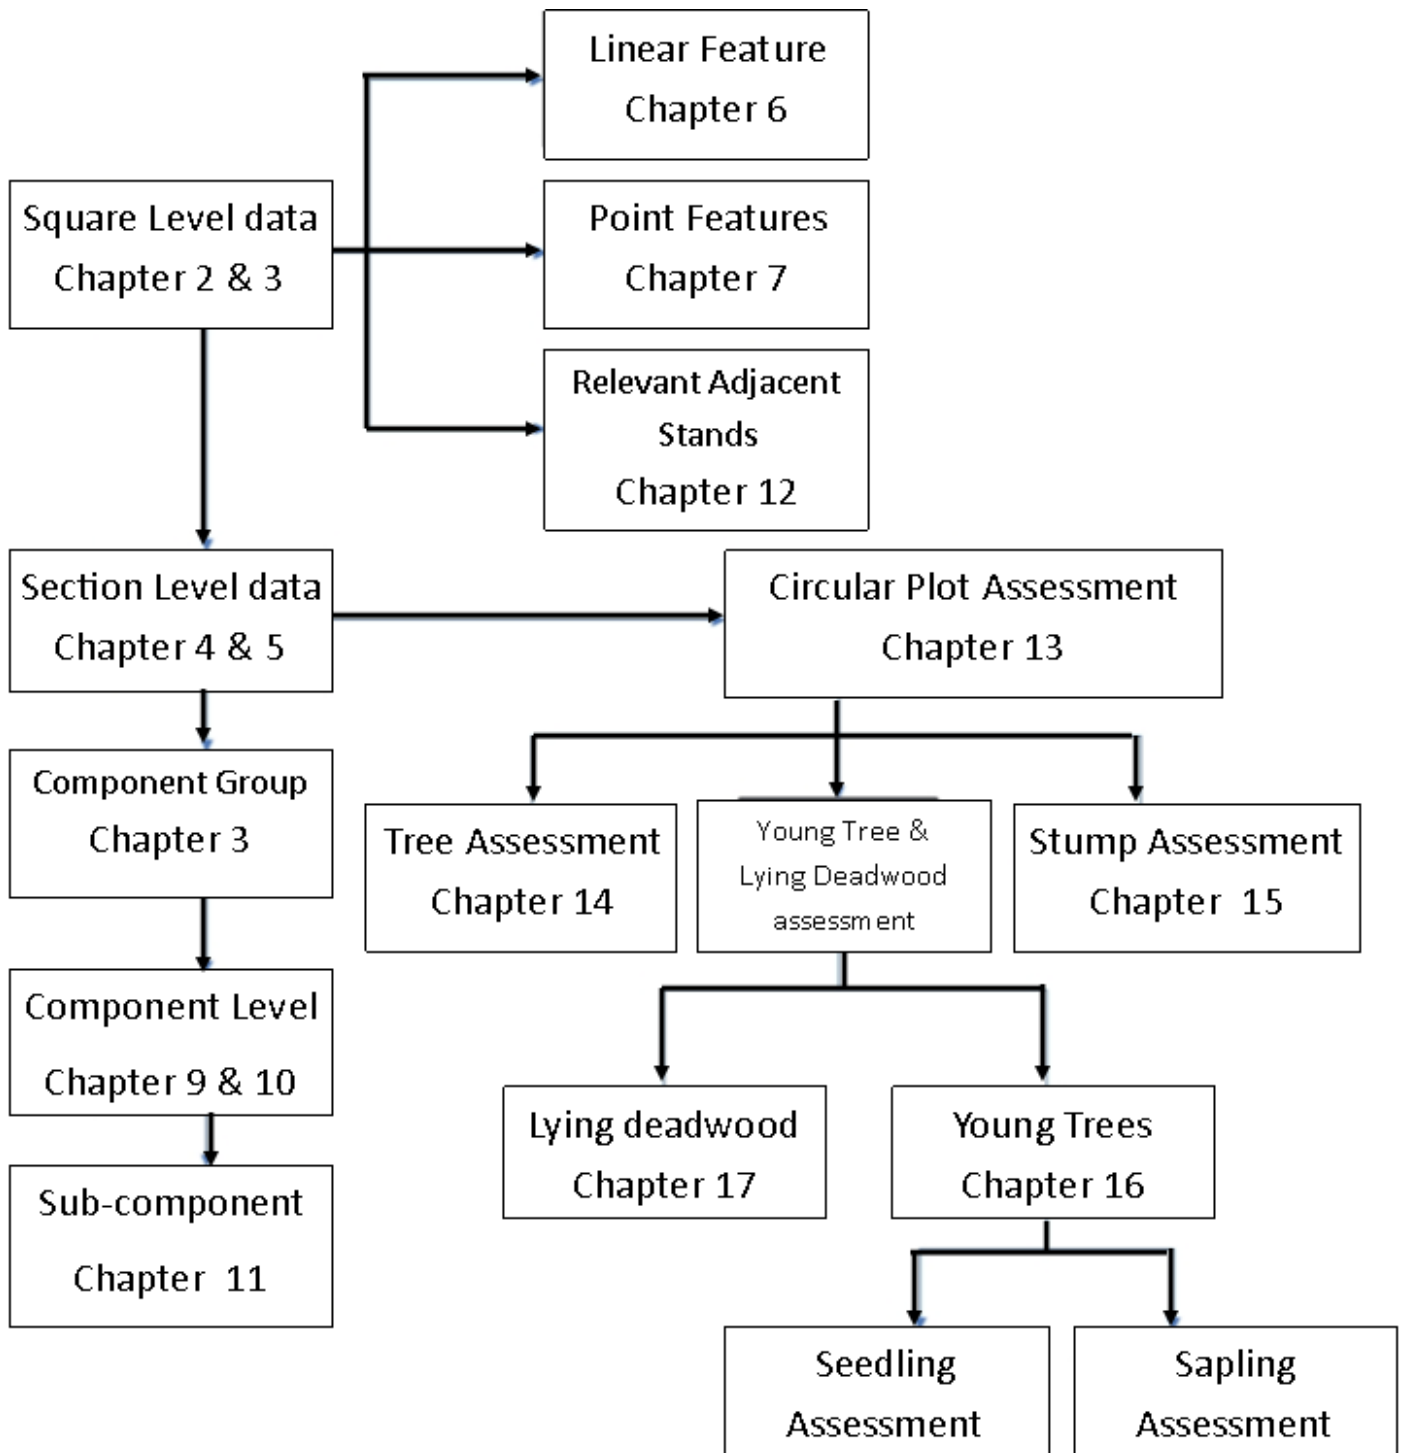 Linear Feature
Chapter 6
Square Level data
Chapter 2 & 3
Point Features
Chapter 7
Relevant Adjacent
Stands
Chapter 12
Section Level data
Chapter 4 & 5
Circular Plot Assessment
Chapter 13
Component Group
Chapter 3
Tree Assessment
Chapter 14
Young Tree &
Lying Deadwood
assessment
Stump Assessment
Chapter 15
Component Level
Chapter 9 & 10
Lying deadwood
Chapter 17
Young Trees
Chapter 16
Sub-component
Chapter 11
Seedling
Assessment
Sapling
Assessment